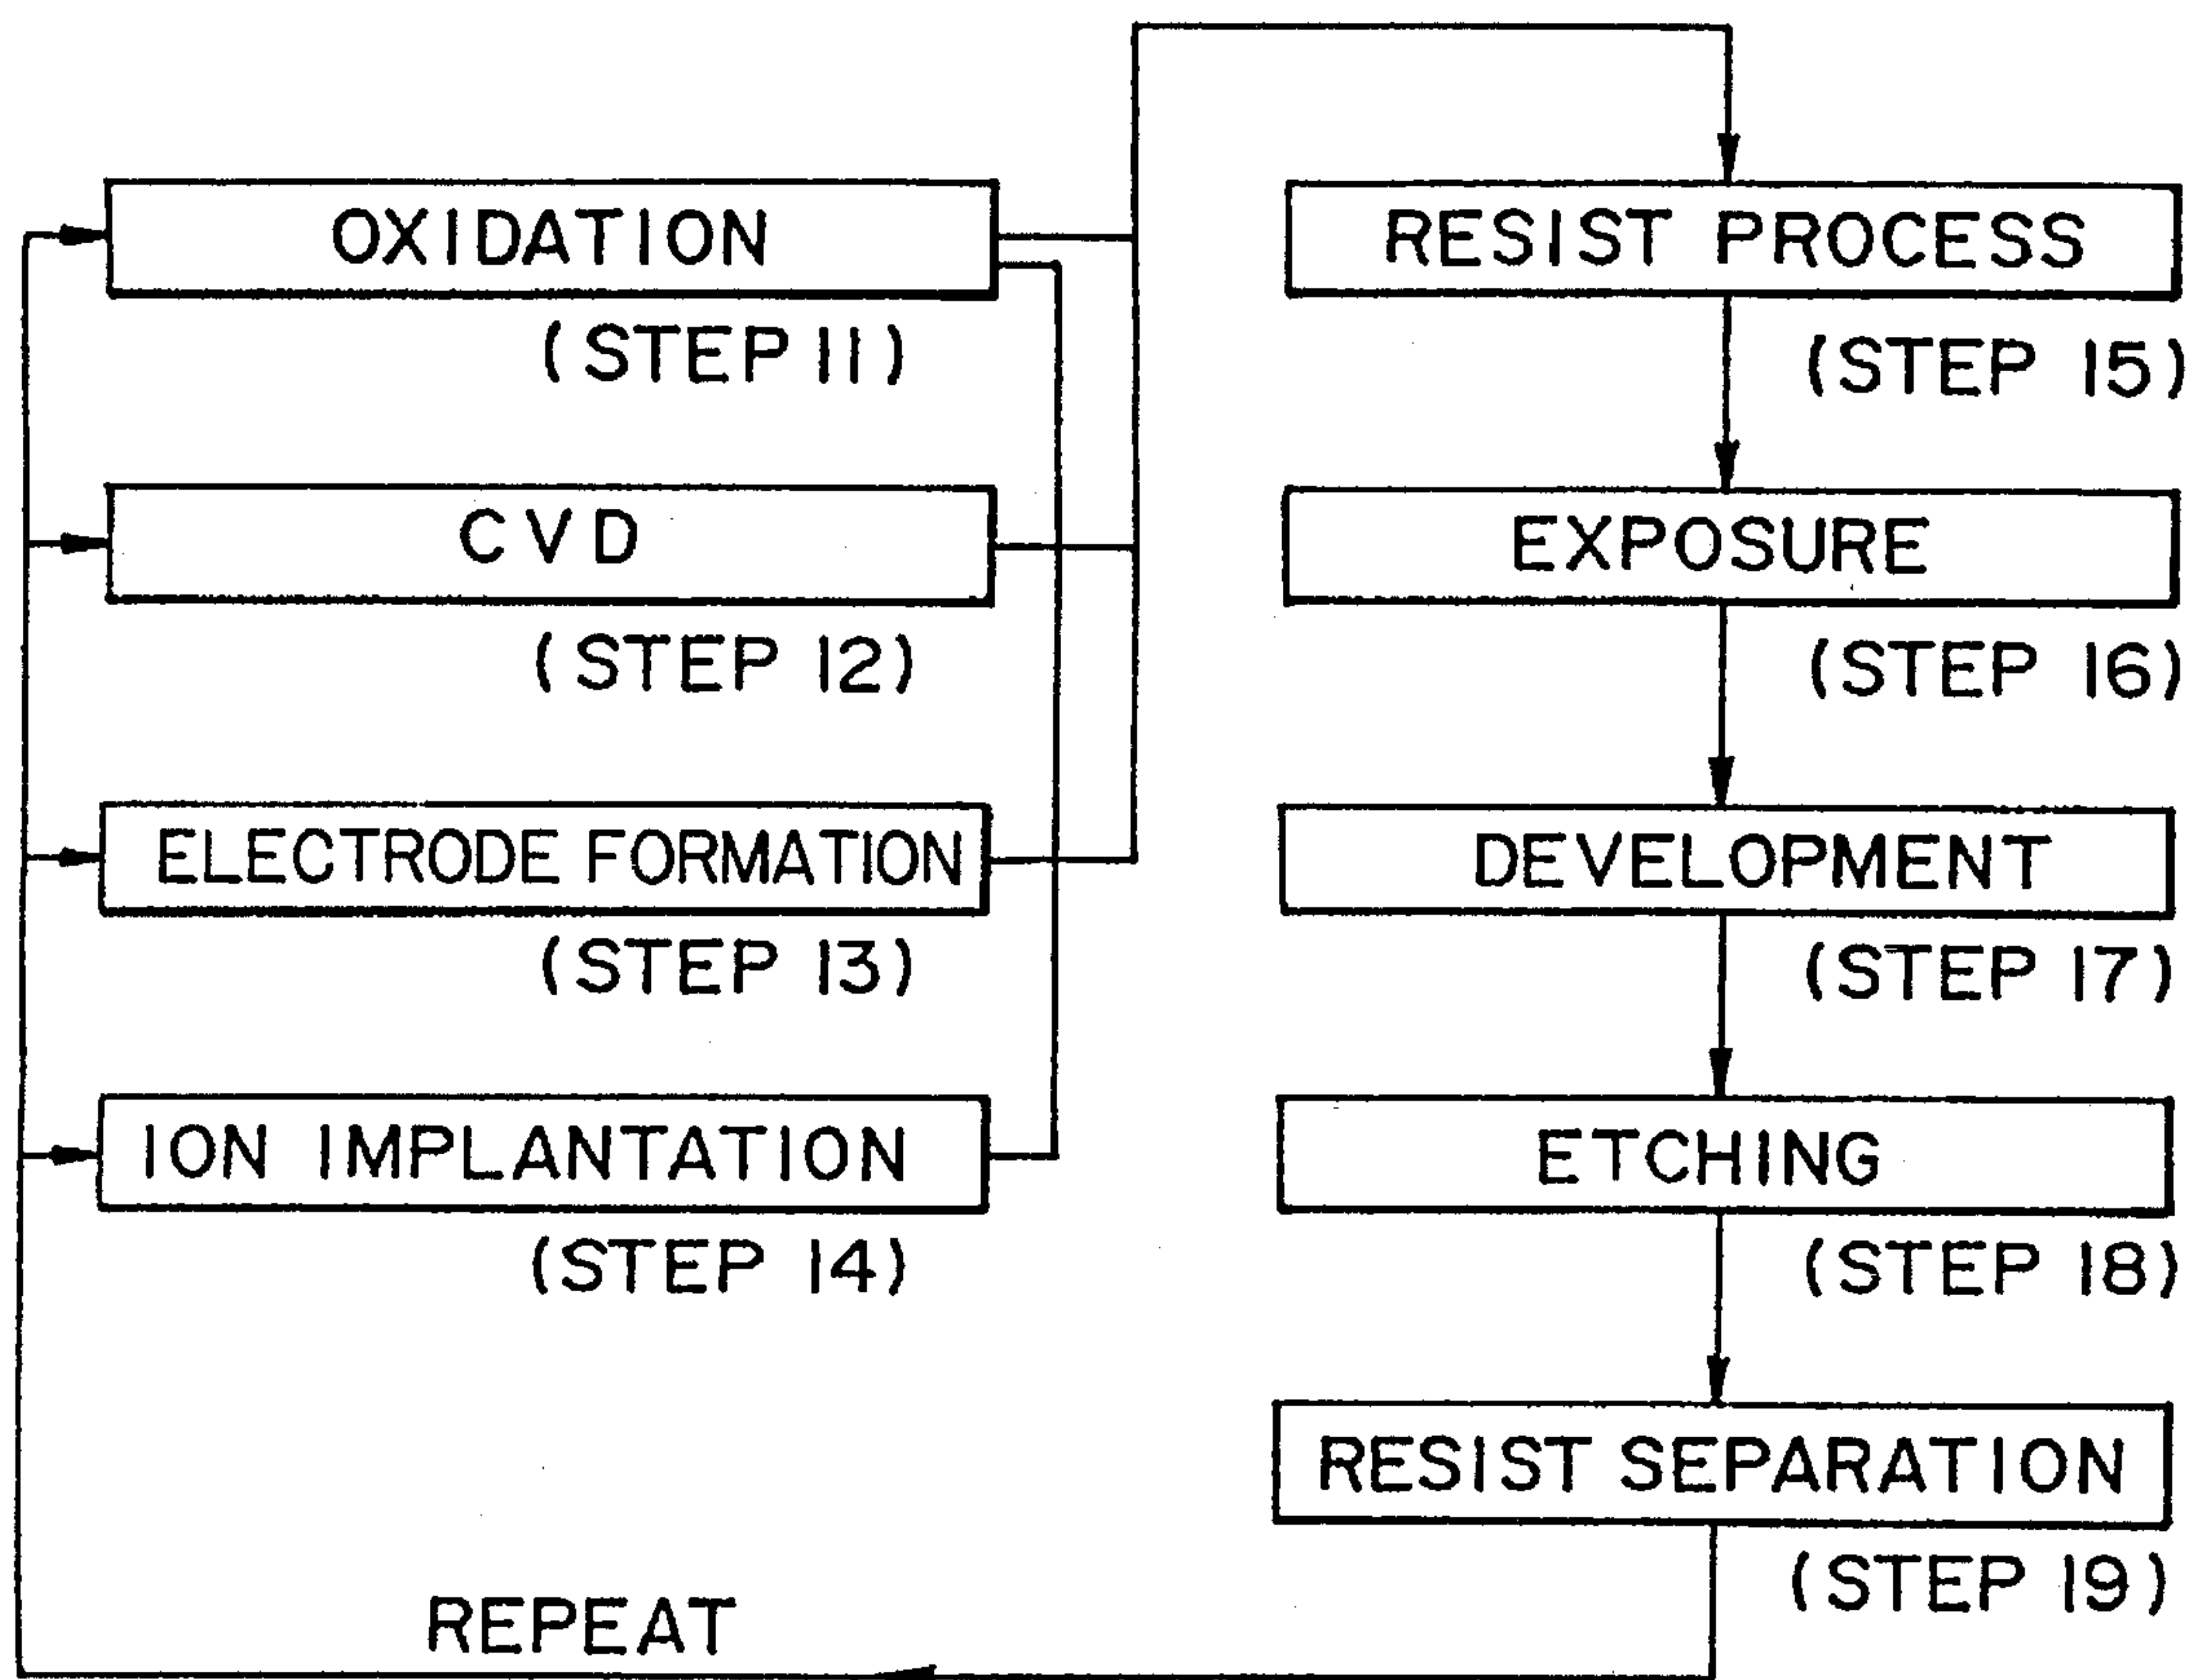 OXIDATION
(STEP 11)
CVD
(STEP 12)
ELECTRODE FORMATION
(STEP 13)
ION IMPLANTATION
(STEP 14)
RESIST PROCESS
(STEP 15)
EXPOSURE
(STEP 16)
DEVELOPMENT
(STEP 17)
ETCHING
(STEP 18)
RESIST SEPARATION
(STEP 19)
REPEAT